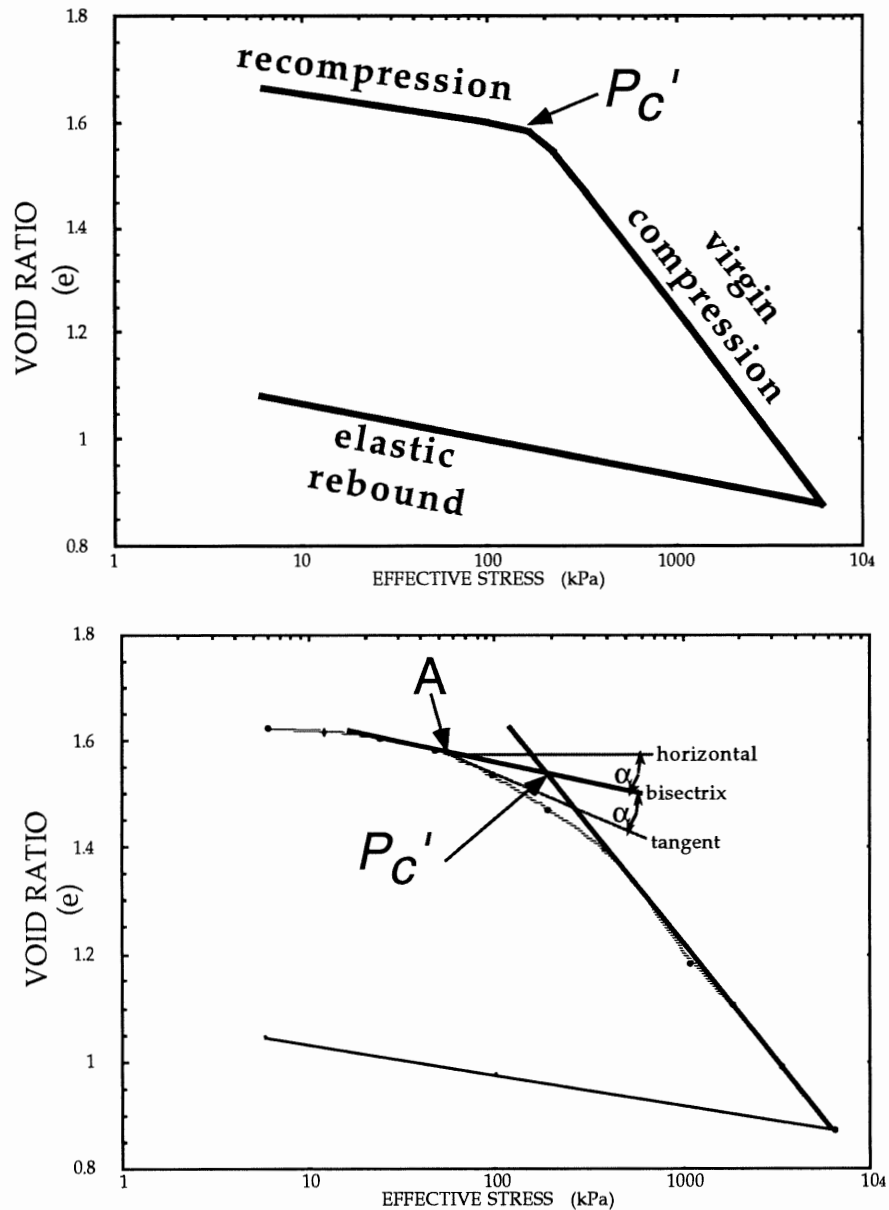 1.8
recompression
P_C'
1.6
VOID RATIO
(e)
1.4
virgin
compression
1.2
1
elastic
rebound
0.8
1
10
100
1000
10⁴
EFFECTIVE STRESS (kPa)
1.8
A
1.6
horizontal
α
bisectrix
α
tangent
P_C'
1.4
VOID RATIO
(e)
1.2
1
0.8
1
10
100
1000
10⁴
EFFECTIVE STRESS (kPa)